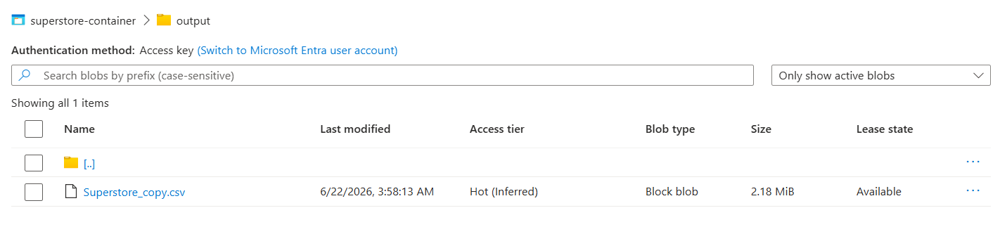 superstore-container > output
Authentication method: Access key (Switch to Microsoft Entra user account)
Search blobs by prefix (case-sensitive) Only show active blobs
Showing all 1 items
Name Last modified Access tier Blob type Size Lease state
[..] ...
Superstore_copy.csv 6/22/2026, 3:58:13 AM Hot (Inferred) Block blob 2.18 MiB Available ...